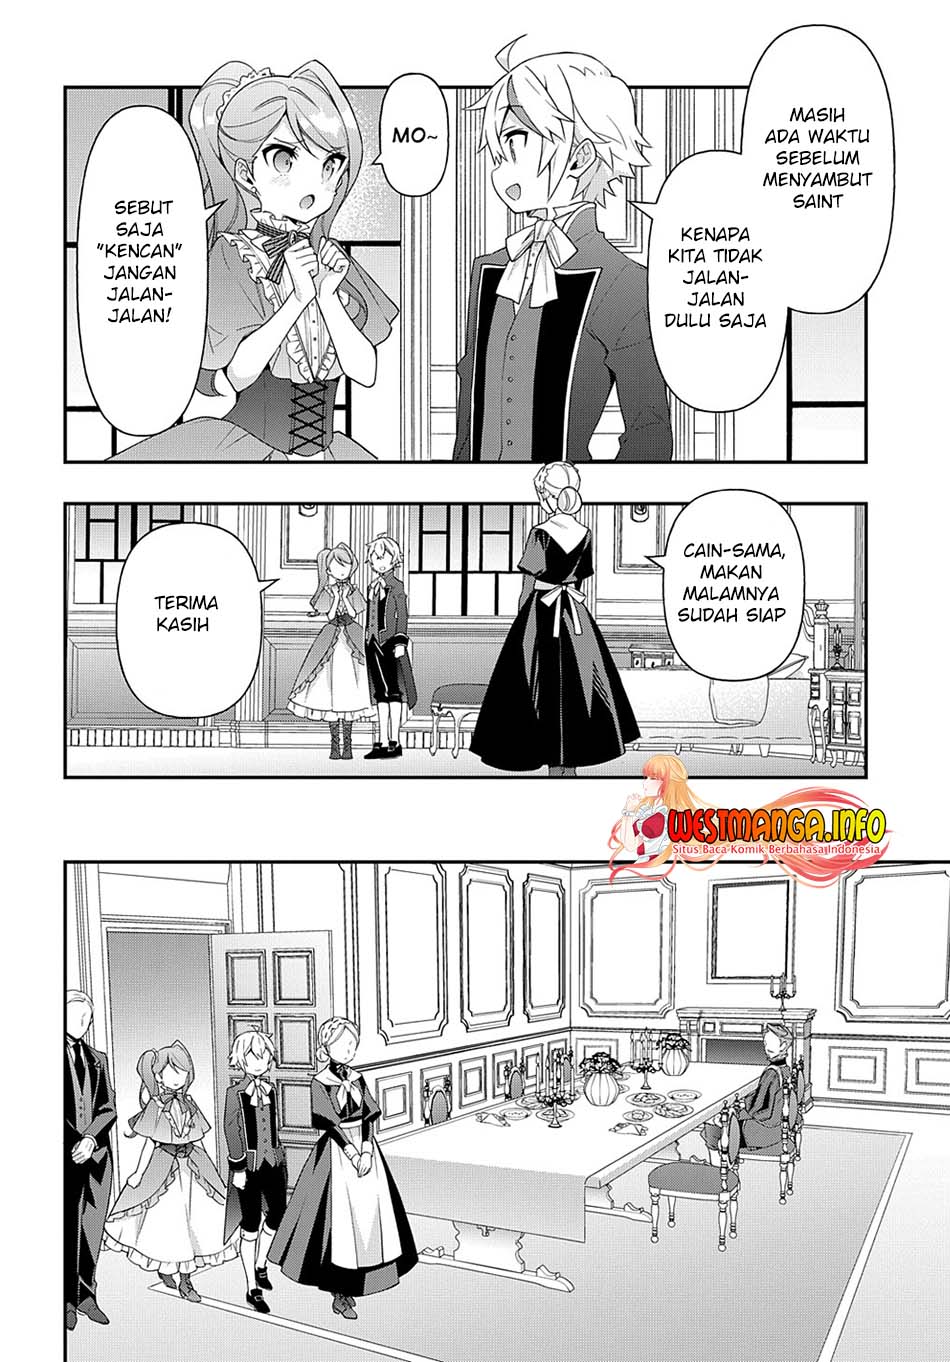 MASIH
ADA WAKTU
SEBELUM
MENYAMBUT
SAINT
KENAPA
KITA TIDAK
JALAN-
JALAN
DULU SAJA
MO~
SEBUT
SAJA
"KENCAN"
JANGAN
JALAN-
JALAN!
CAIN-SAMA,
MAKAN
MALAMNYA
SUDAH SIAP
TERIMA
KASIH
WESTMANGA.INFO
Situs Baca Komik Berbahasa Indonesia